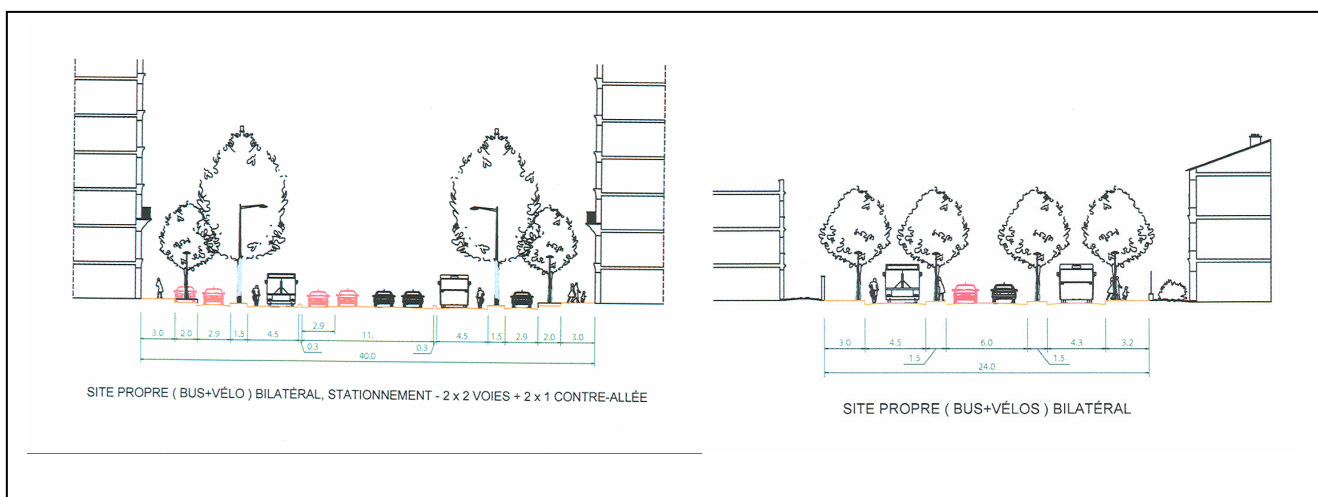 2.9
3.0 2.0 2.9 1.5 4.5 11. 4.5 1.5 2.9 2.0 3.0
0.3 0.3
40.0
SITE PROPRE ( BUS+VÉLO ) BILATÉRAL, STATIONNEMENT - 2 x 2 VOIES + 2 x 1 CONTRE-ALLÉE
3.0 4.5 6.0 4.3 3.2
1.5 1.5
24.0
SITE PROPRE ( BUS+VÉLOS ) BILATÉRAL